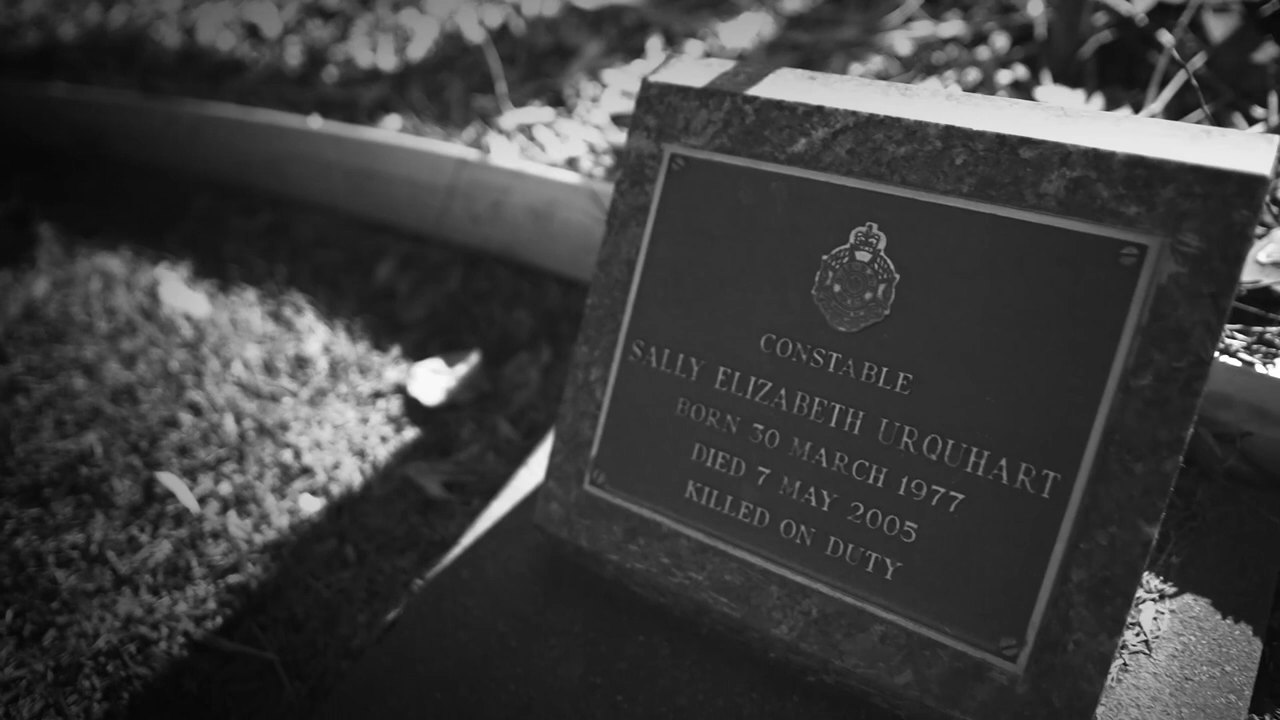 CONSTABLE
SALLY ELIZABETH URQUHART
BORN 30 MARCH 1977
DIED 7 MAY 2005
KILLED ON DUTY